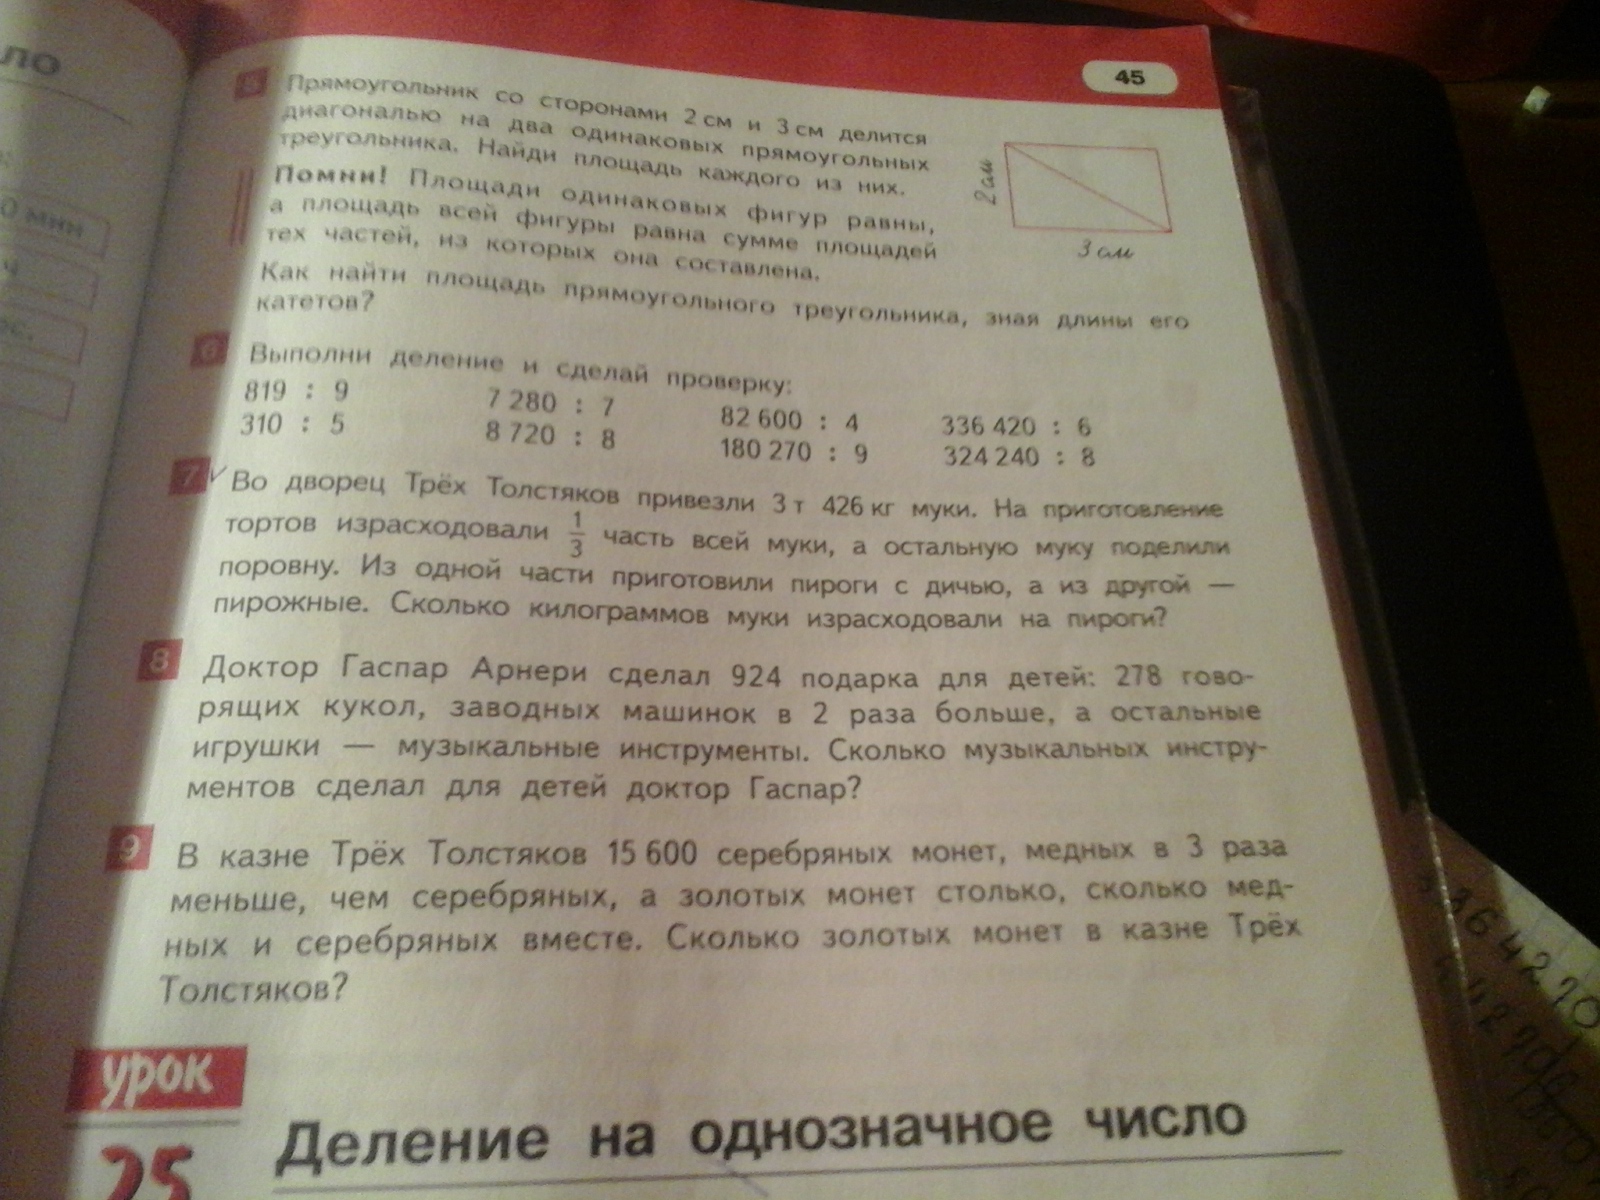 ло
45
5 Прямоугольник со сторонами 2 см и 3 см делится
диагональю на два одинаковых прямоугольных
треугольника. Найди площадь каждого из них.
Помни! Площади одинаковых фигур равны,
а площадь всей фигуры равна сумме площадей
тех частей, из которых она составлена.
2 см
3 см
Как найти площадь прямоугольного треугольника, зная длины его
катетов?
0 мин
ч
6 Выполни деление и сделай проверку:
819 : 9 7 280 : 7 82 600 : 4 336 420 : 6
310 : 5 8 720 : 8 180 270 : 9 324 240 : 8
7 Во дворец Трёх Толстяков привезли 3 т 426 кг муки. На приготовление
тортов израсходовали 1/3 часть всей муки, а остальную муку поделили
поровну. Из одной части приготовили пироги с дичью, а из другой —
пирожные. Сколько килограммов муки израсходовали на пироги?
8 Доктор Гаспар Арнери сделал 924 подарка для детей: 278 гово-
рящих кукол, заводных машинок в 2 раза больше, а остальные
игрушки — музыкальные инструменты. Сколько музыкальных инстру-
ментов сделал для детей доктор Гаспар?
9 В казне Трёх Толстяков 15 600 серебряных монет, медных в 3 раза
меньше, чем серебряных, а золотых монет столько, сколько мед-
ных и серебряных вместе. Сколько золотых монет в казне Трёх
Толстяков?
урок
25
Деление на однозначное число